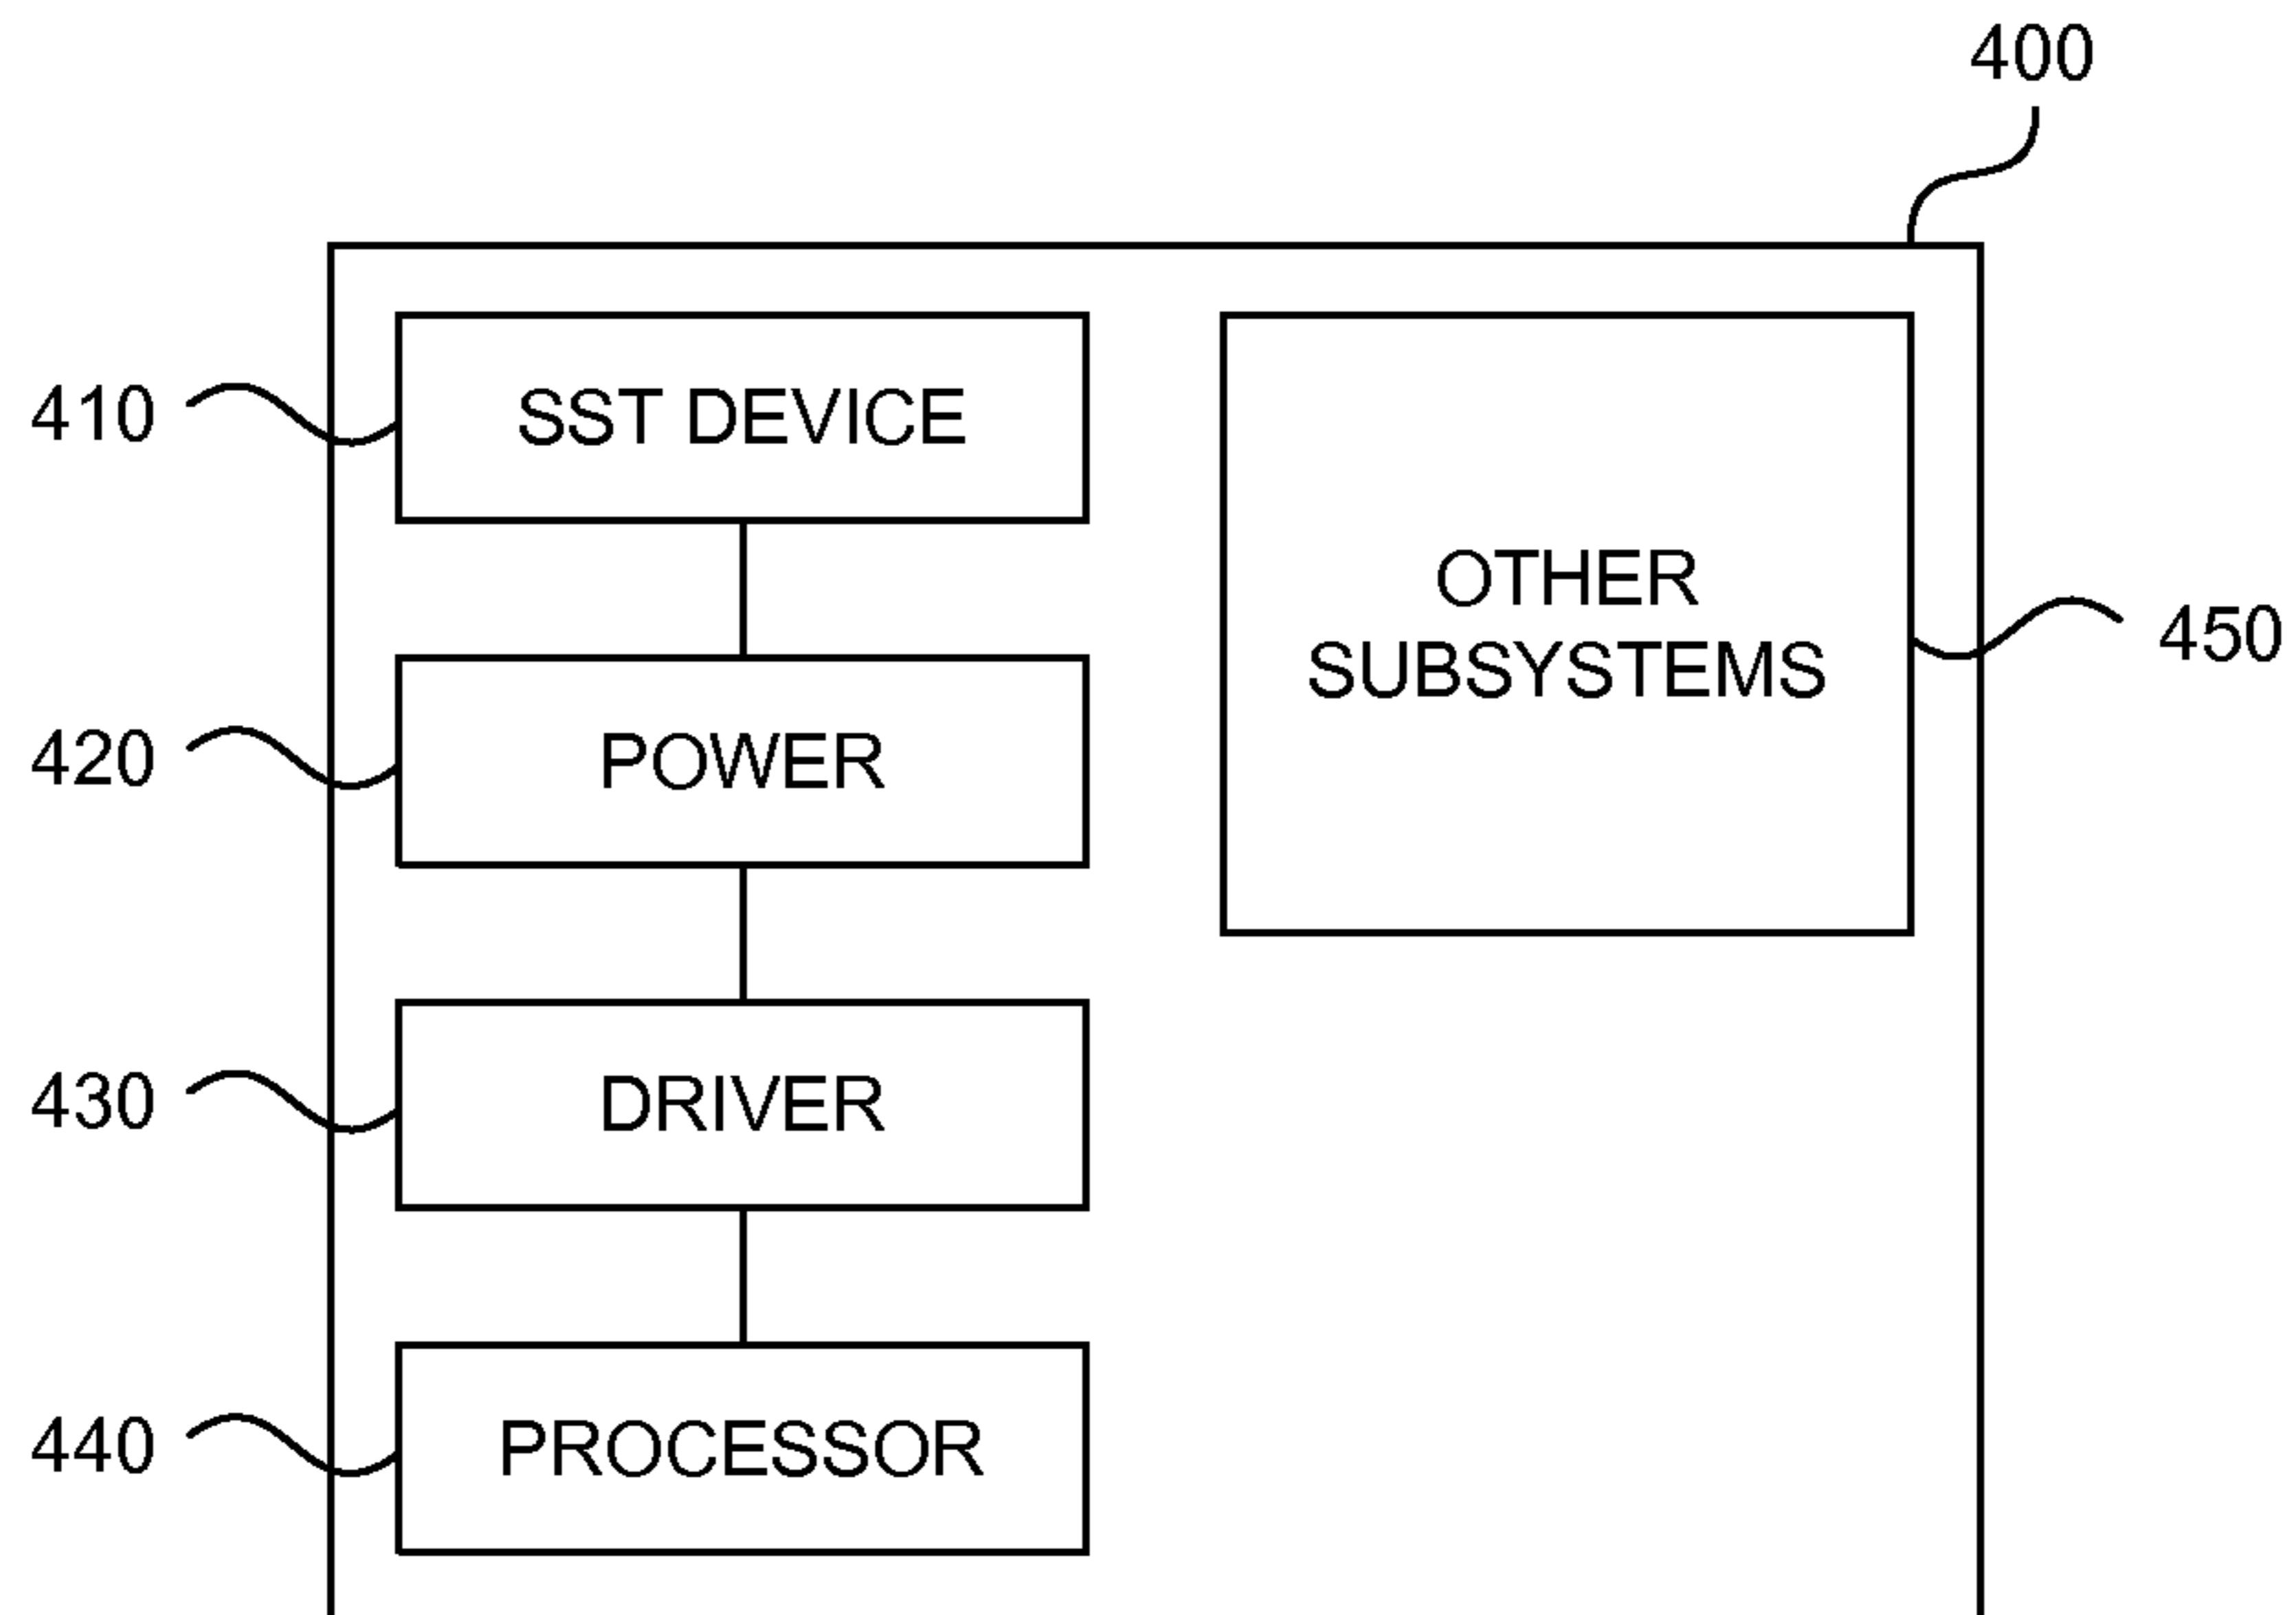 400
410
SST DEVICE
OTHER
SUBSYSTEMS
450
420
POWER
430
DRIVER
440
PROCESSOR